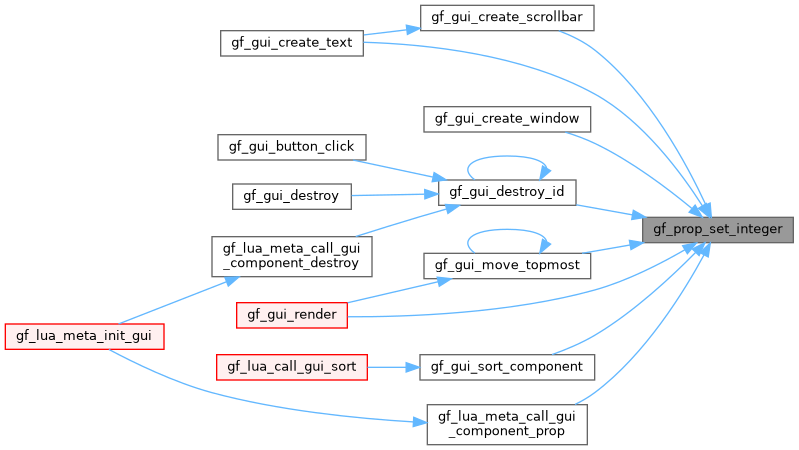 gf_gui_create_scrollbar
gf_gui_create_text
gf_gui_create_window
gf_gui_button_click
gf_gui_destroy_id
gf_gui_destroy
gf_prop_set_integer
gf_lua_meta_call_gui
_component_destroy
gf_gui_move_topmost
gf_gui_render
gf_lua_meta_init_gui
gf_lua_call_gui_sort
gf_gui_sort_component
gf_lua_meta_call_gui
_component_prop